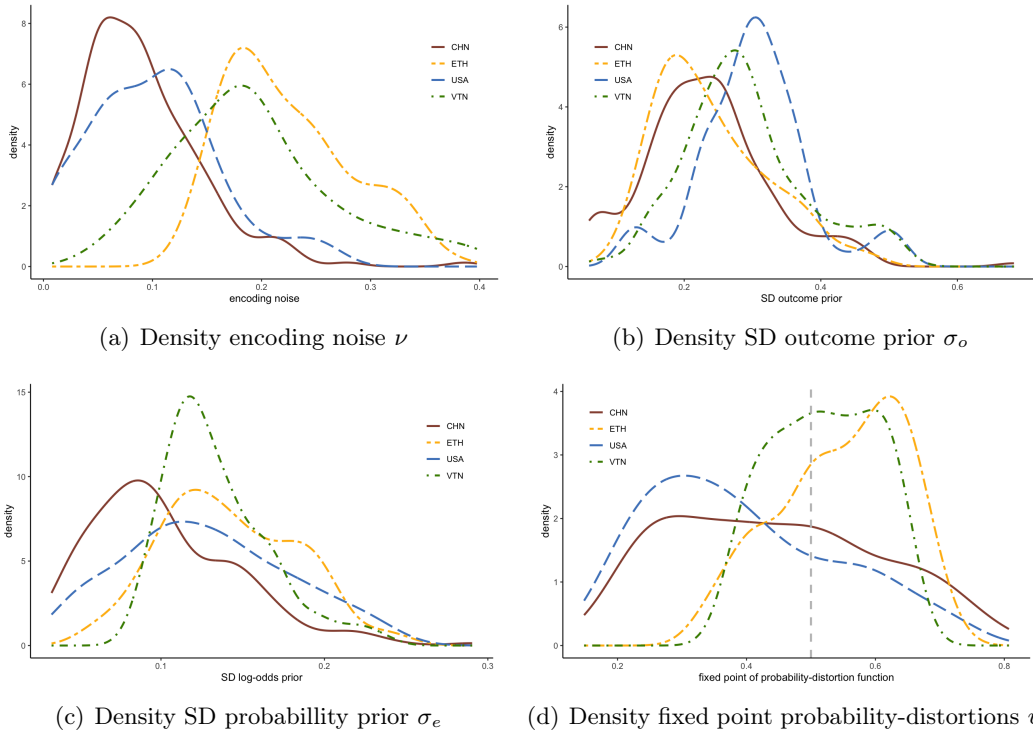 8
6
4
2
0
density
CHN
ETH
USA
VTN
0.0 0.1 0.2 0.3 0.4
encoding noise
(a) Density encoding noise ν
6
4
2
0
density
CHN
ETH
USA
VTN
0.2 0.4 0.6
SD outcome prior
(b) Density SD outcome prior σo
15
10
5
0
density
CHN
ETH
USA
VTN
0.1 0.2 0.3
SD log-odds prior
(c) Density SD probabillity prior σe
4
3
2
1
0
density
CHN
ETH
USA
VTN
0.2 0.4 0.6 0.8
fixed point of probability-distortion function
(d) Density fixed point probability-distortions